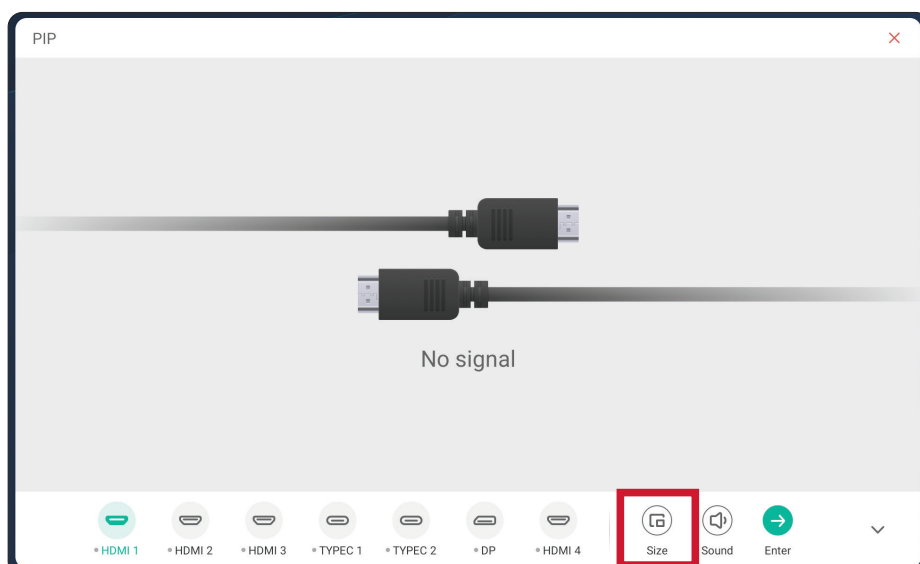 PIP
No signal
HDMI 1
HDMI 2
HDMI 3
TYPEC 1
TYPEC 2
DP
HDMI 4
Size
Sound
Enter